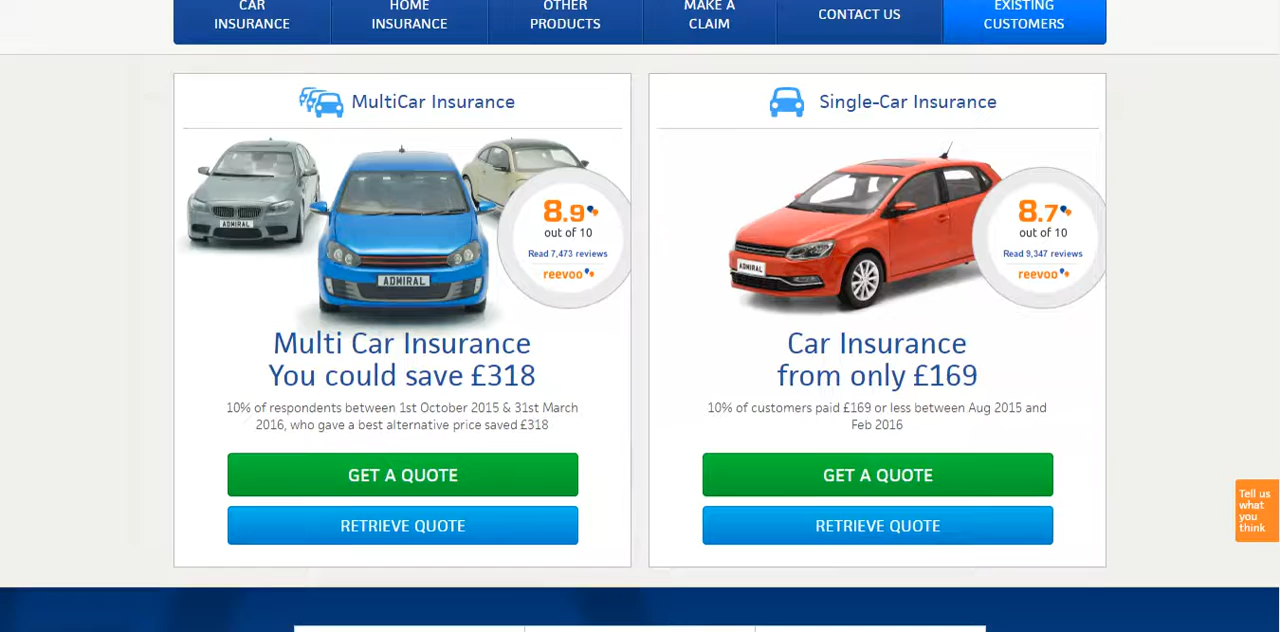 CAR
INSURANCE
HOME
INSURANCE
OTHER
PRODUCTS
MAKE A
CLAIM
CONTACT US
EXISTING
CUSTOMERS
MultiCar Insurance
ADMIRAL
ADMIRAL
8.9
out of 10
Read 7,473 reviews
reevoo
Multi Car Insurance
You could save £318
10% of respondents between 1st October 2015 & 31st March
2016, who gave a best alternative price saved £318
GET A QUOTE
RETRIEVE QUOTE
Single-Car Insurance
ADMIRAL
8.7
out of 10
Read 9,347 reviews
reevoo
Car Insurance
from only £169
10% of customers paid £169 or less between Aug 2015 and
Feb 2016
GET A QUOTE
RETRIEVE QUOTE
Tell us
what
you
think